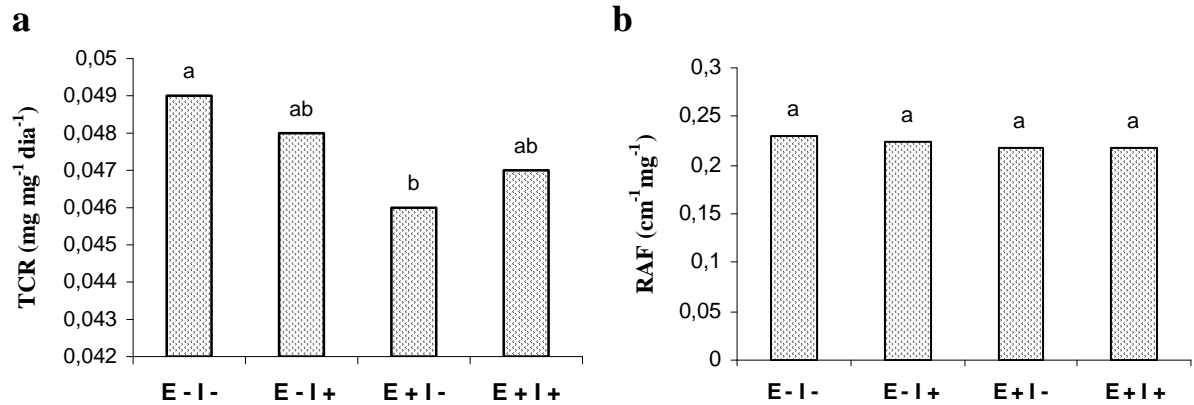 a
TCR (mg mg-1 dia-1)
0,05
0,049
0,048
0,047
0,046
0,045
0,044
0,043
0,042
a
ab
b
ab
E - I - E - I + E + I - E + I +
b
RAF (cm-1mg-1)
0,3
0,25
0,2
0,15
0,1
0,05
0
a a a a
E - I - E - I + E + I - E + I +